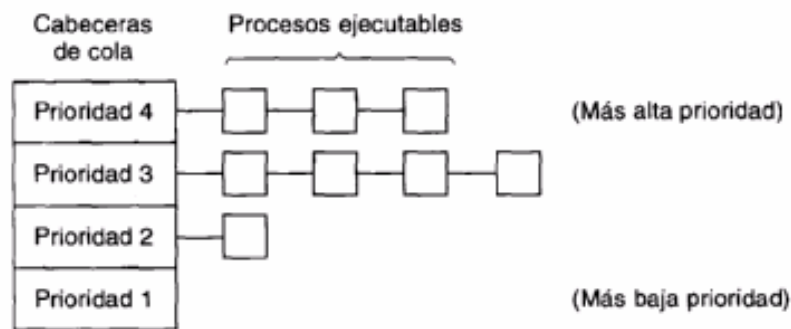 Cabeceras
de cola
Procesos ejecutables
Prioridad 4
(Más alta prioridad)
Prioridad 3
Prioridad 2
Prioridad 1
(Más baja prioridad)